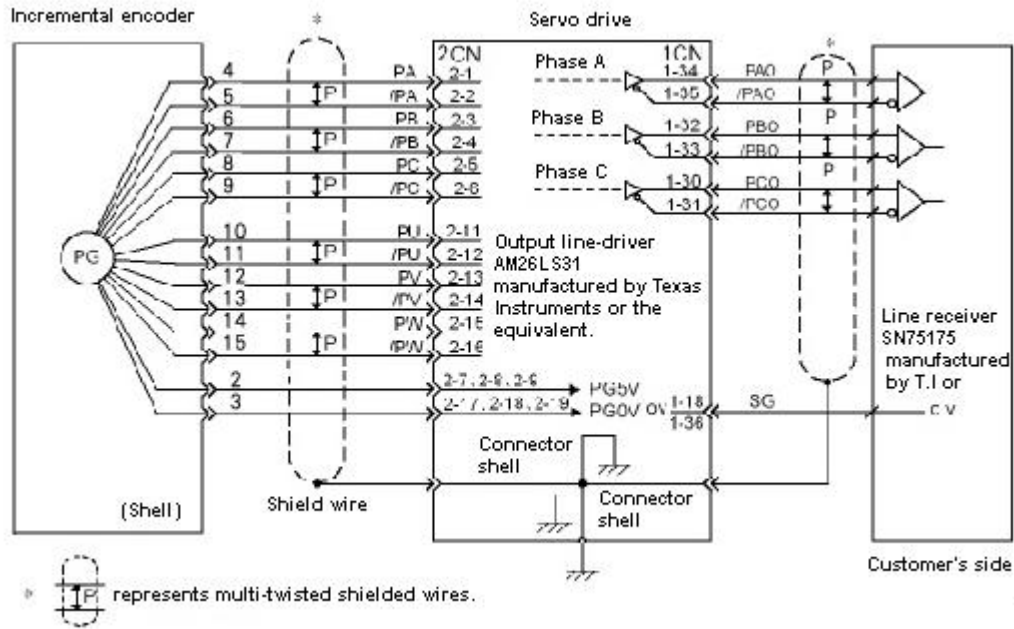 Incremental encoder
*
Servo drive
*
2CN
1CN
4 PA 2-1
Phase A
1-34 PAO
P
5 P /PA 2-2
1-35 /PAO
6 PB 2-3
Phase B
1-32 PBO
P
7 P /PB 2-4
1-33 /PBO
8 PC 2-5
Phase C
1-30 PCO
P
9 P /PC 2-6
1-31 /PCO
PG
10 PU 2-11
11 P /PU 2-12
12 PV 2-13
13 P /PV 2-14
14 PW 2-15
15 P /PW 2-16
Output line-driver
AM26LS31
manufactured by Texas
Instruments or the
equivalent.
Line receiver
SN75175
manufactured
by T.I or
2 2-7, 2-8, 2-9 PG5V
3 2-17, 2-18, 2-19 PG0V 0V 1-18 SG
1-36
Connector
shell
(Shell)
Shield wire
Connector
shell
Customer's side
* P represents multi-twisted shielded wires.